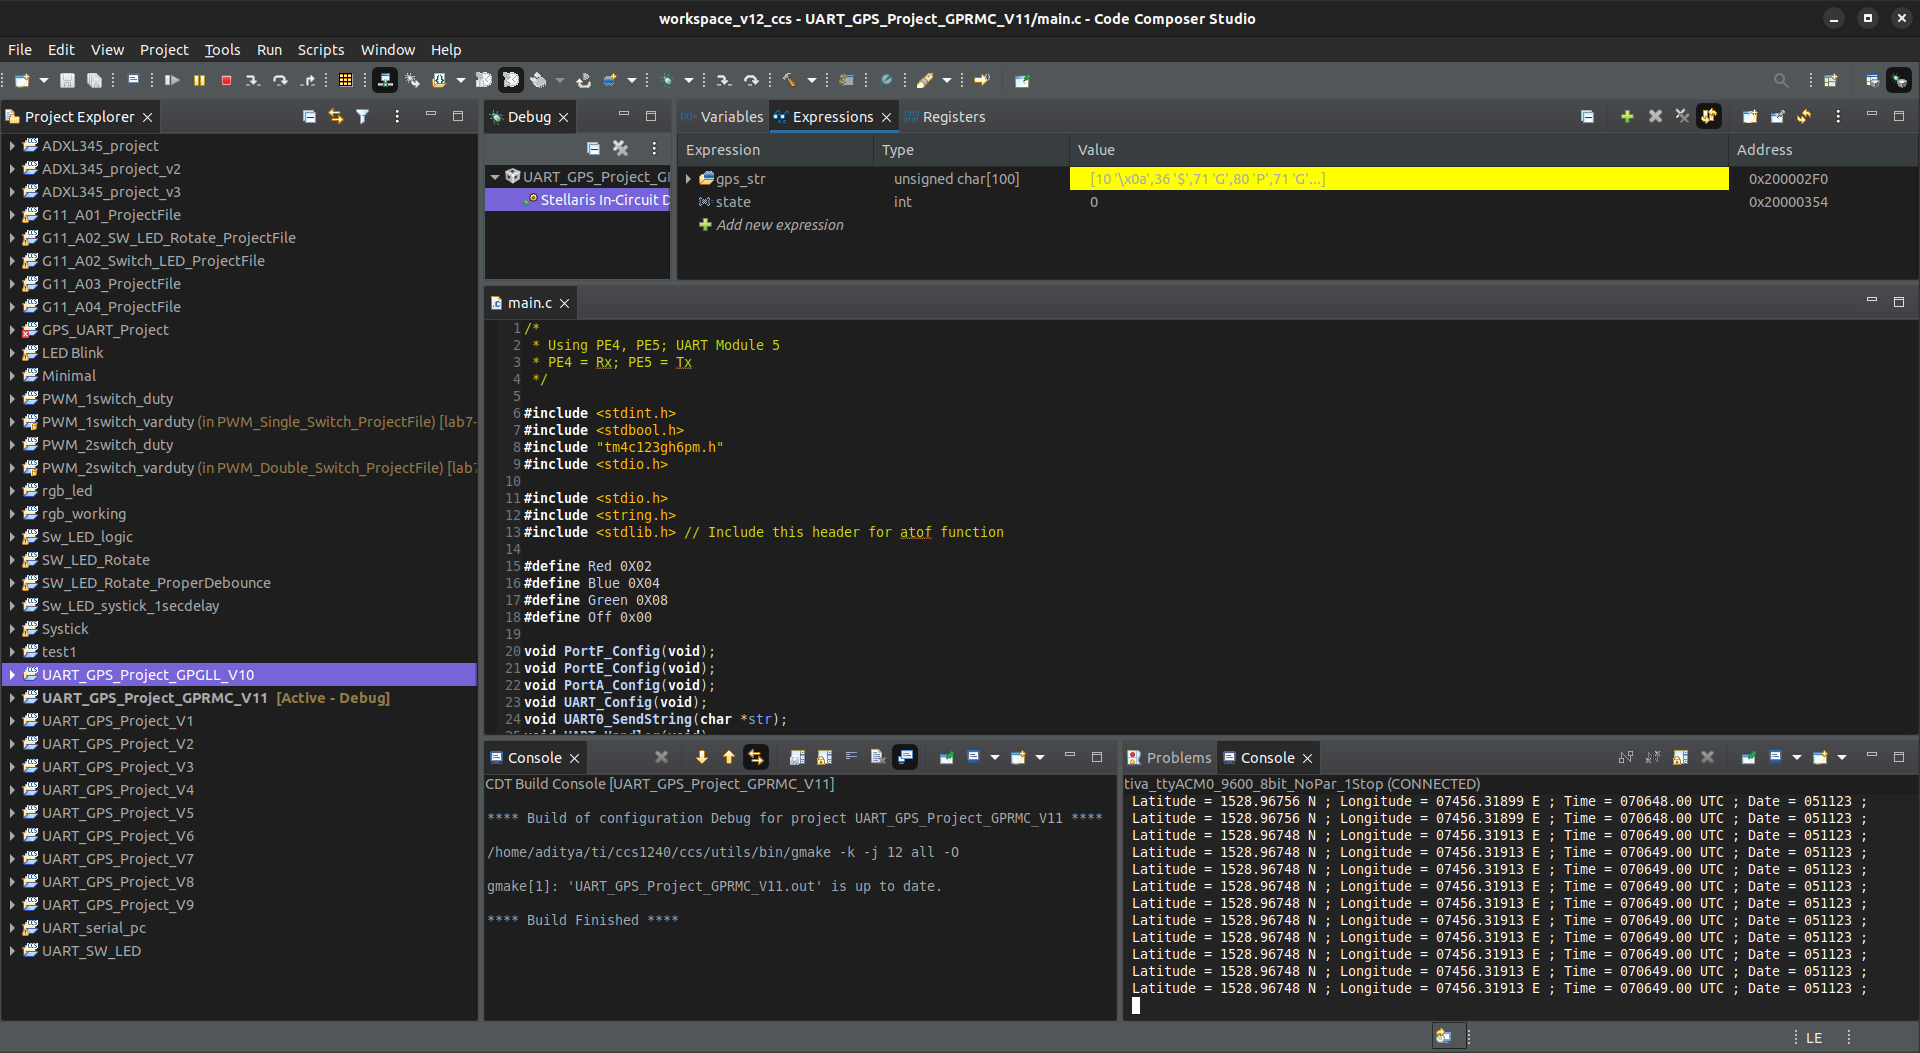 workspace_v12_ccs - UART_GPS_Project_GPRMC_V11/main.c - Code Composer Studio
File Edit View Project Tools Run Scripts Window Help
Project Explorer
ADXL345_project
ADXL345_project_v2
ADXL345_project_v3
G11_A01_ProjectFile
G11_A02_SW_LED_Rotate_ProjectFile
G11_A02_Switch_LED_ProjectFile
G11_A03_ProjectFile
G11_A04_ProjectFile
GPS_UART_Project
LED Blink
Minimal
PWM_1switch_duty
PWM_1switch_varduty (in PWM_Single_Switch_ProjectFile) [lab7-
PWM_2switch_duty
PWM_2switch_varduty (in PWM_Double_Switch_ProjectFile) [lab7
rgb_led
rgb_working
Sw_LED_logic
SW_LED_Rotate
SW_LED_Rotate_ProperDebounce
Sw_LED_systick_1secdelay
Systick
test1
UART_GPS_Project_GPGLL_V10
UART_GPS_Project_GPRMC_V11 [Active - Debug]
UART_GPS_Project_V1
UART_GPS_Project_V2
UART_GPS_Project_V3
UART_GPS_Project_V4
UART_GPS_Project_V5
UART_GPS_Project_V6
UART_GPS_Project_V7
UART_GPS_Project_V8
UART_GPS_Project_V9
UART_serial_pc
UART_SW_LED
Debug
UART_GPS_Project_GI
Stellaris In-Circuit D
Variables Expressions Registers
Expression Type Value Address
gps_str unsigned char[100] [10 '\x0a',36 '$',71 'G',80 'P',71 'G'...] 0x200002F0
state int 0 0x20000354
Add new expression
main.c
1 /*
2 * Using PE4, PE5; UART Module 5
3 * PE4 = Rx; PE5 = Tx
4 */
5
6 #include <stdint.h>
7 #include <stdbool.h>
8 #include "tm4c123gh6pm.h"
9 #include <stdio.h>
10
11 #include <stdio.h>
12 #include <string.h>
13 #include <stdlib.h> // Include this header for atof function
14
15 #define Red 0X02
16 #define Blue 0X04
17 #define Green 0X08
18 #define Off 0x00
19
20 void PortF_Config(void);
21 void PortE_Config(void);
22 void PortA_Config(void);
23 void UART_Config(void);
24 void UART0_SendString(char *str);
25 void UART_Handler(void)
Console
CDT Build Console [UART_GPS_Project_GPRMC_V11]
**** Build of configuration Debug for project UART_GPS_Project_GPRMC_V11 ****
/home/aditya/ti/ccs1240/ccs/utils/bin/gmake -k -j 12 all -O
gmake[1]: 'UART_GPS_Project_GPRMC_V11.out' is up to date.
**** Build Finished ****
Problems Console
tiva_ttyACM0_9600_8bit_NoPar_1Stop (CONNECTED)
Latitude = 1528.96756 N ; Longitude = 07456.31899 E ; Time = 070648.00 UTC ; Date = 051123 ;
Latitude = 1528.96756 N ; Longitude = 07456.31899 E ; Time = 070648.00 UTC ; Date = 051123 ;
Latitude = 1528.96748 N ; Longitude = 07456.31913 E ; Time = 070649.00 UTC ; Date = 051123 ;
Latitude = 1528.96748 N ; Longitude = 07456.31913 E ; Time = 070649.00 UTC ; Date = 051123 ;
Latitude = 1528.96748 N ; Longitude = 07456.31913 E ; Time = 070649.00 UTC ; Date = 051123 ;
Latitude = 1528.96748 N ; Longitude = 07456.31913 E ; Time = 070649.00 UTC ; Date = 051123 ;
Latitude = 1528.96748 N ; Longitude = 07456.31913 E ; Time = 070649.00 UTC ; Date = 051123 ;
Latitude = 1528.96748 N ; Longitude = 07456.31913 E ; Time = 070649.00 UTC ; Date = 051123 ;
Latitude = 1528.96748 N ; Longitude = 07456.31913 E ; Time = 070649.00 UTC ; Date = 051123 ;
Latitude = 1528.96748 N ; Longitude = 07456.31913 E ; Time = 070649.00 UTC ; Date = 051123 ;
Latitude = 1528.96748 N ; Longitude = 07456.31913 E ; Time = 070649.00 UTC ; Date = 051123 ;
Latitude = 1528.96748 N ; Longitude = 07456.31913 E ; Time = 070649.00 UTC ; Date = 051123 ;
LE